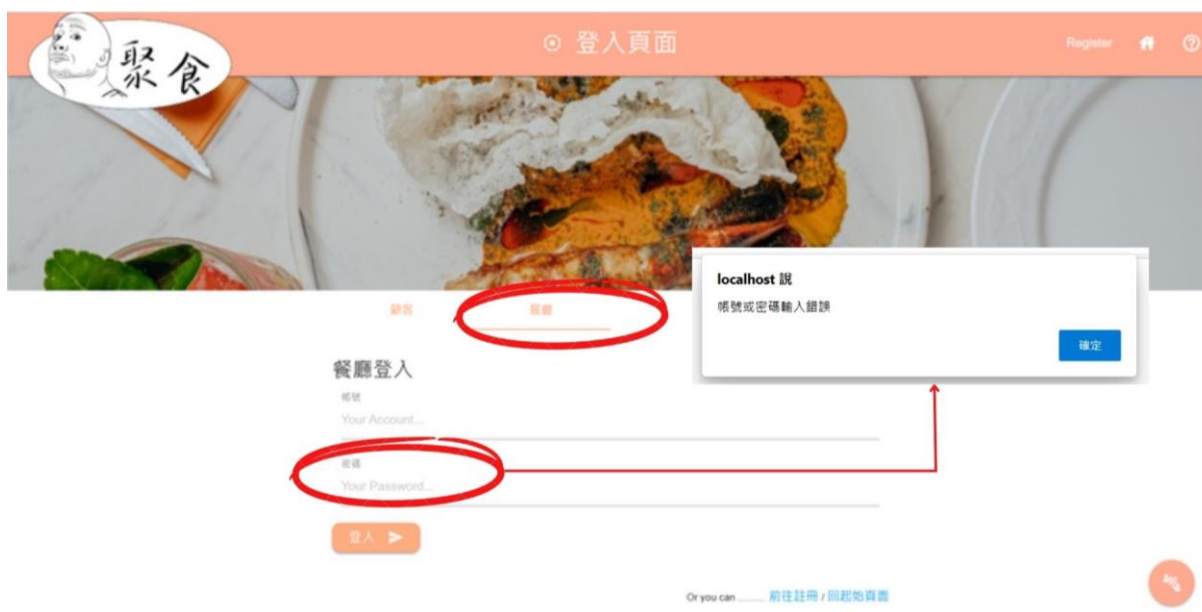 聚食
登入頁面
Register
localhost 說
帳號或密碼輸入錯誤
確定
顧客
餐廳
餐廳登入
帳號
Your Account...
密碼
Your Password...
登入
Or you can ......... 前往註冊 / 回起始頁面